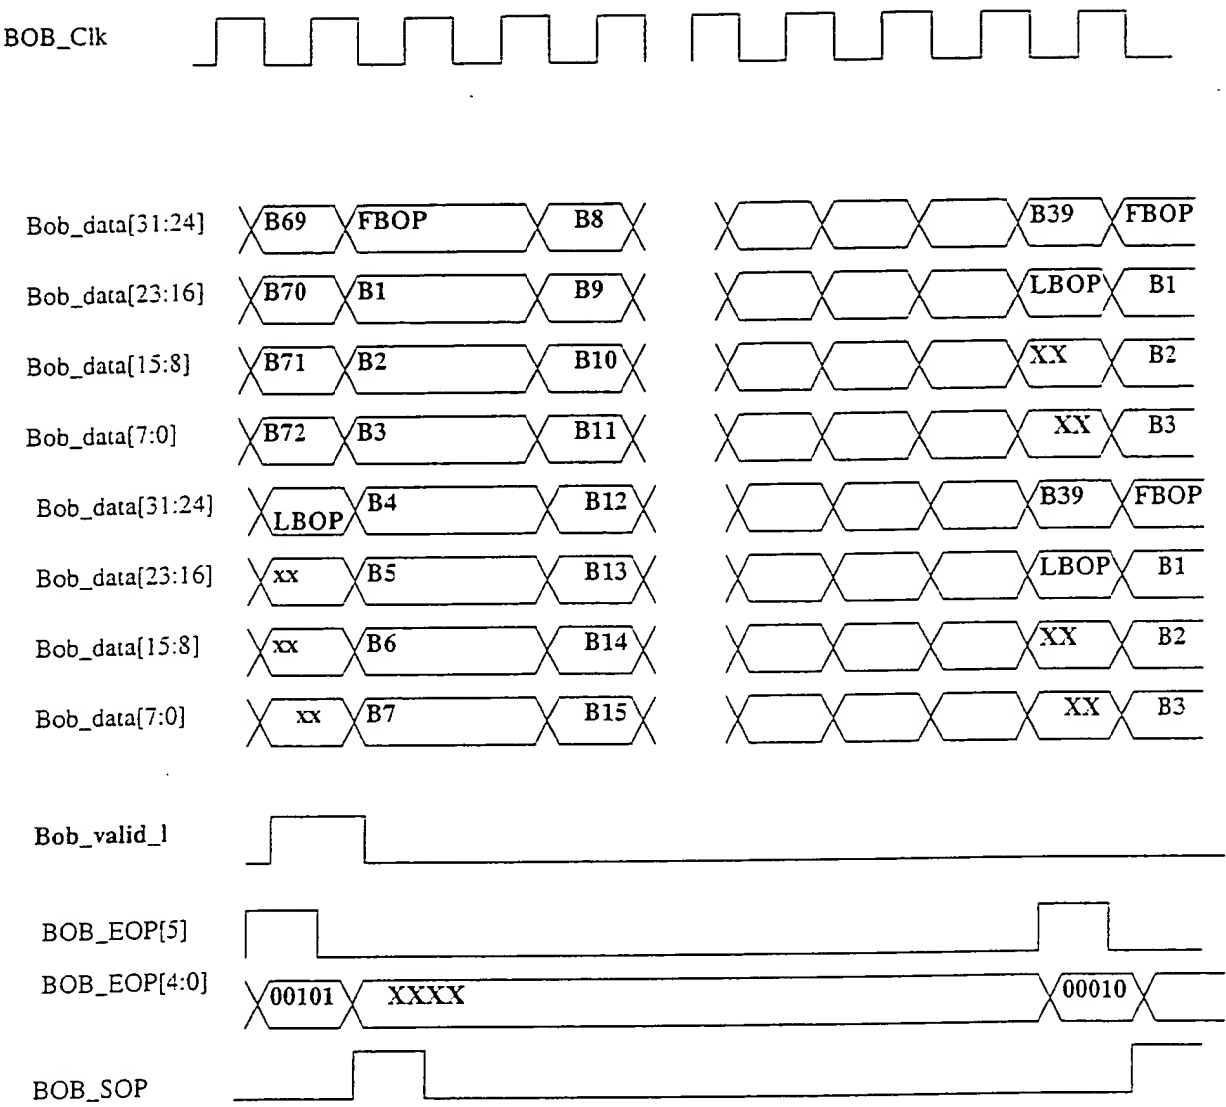 BOB_Clk
Bob_data[31:24] B69 FBOP B8 B39 FBOP
Bob_data[23:16] B70 B1 B9 LBOP B1
Bob_data[15:8] B71 B2 B10 XX B2
Bob_data[7:0] B72 B3 B11 XX B3
Bob_data[31:24] LBOP B4 B12 B39 FBOP
Bob_data[23:16] xx B5 B13 LBOP B1
Bob_data[15:8] xx B6 B14 XX B2
Bob_data[7:0] xx B7 B15 XX B3
Bob_valid_l
BOB_EOP[5]
BOB_EOP[4:0] 00101 XXXX 00010
BOB_SOP